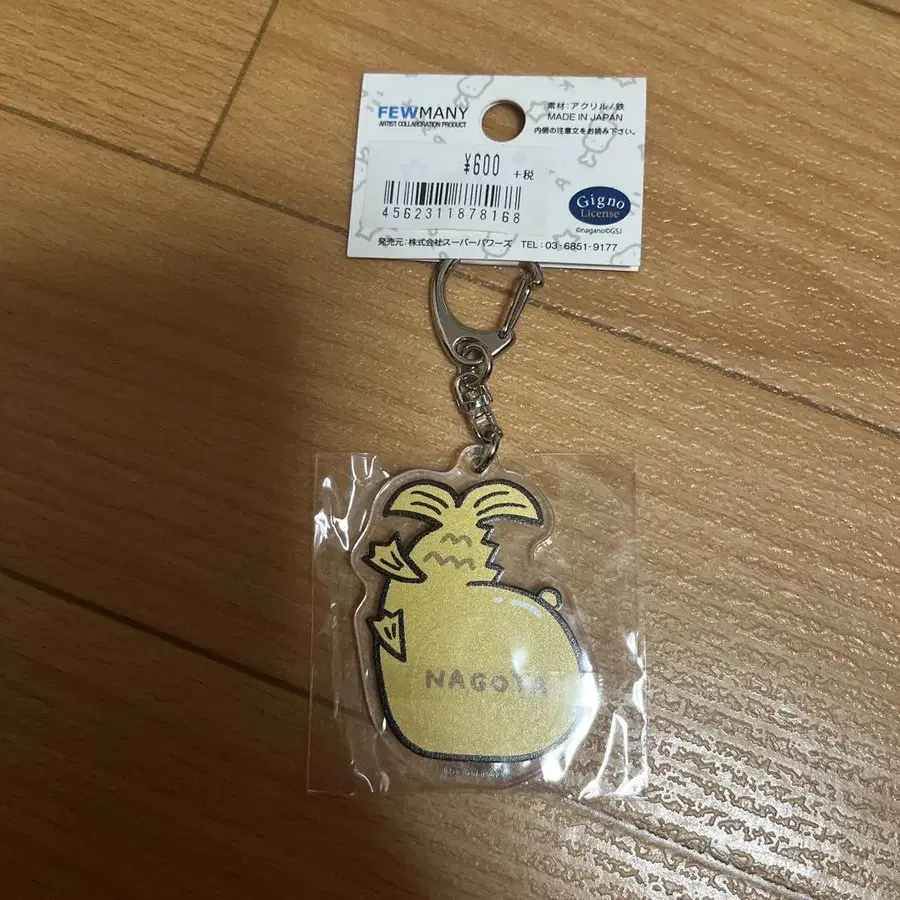 FEWMANY
ARTIST COLLABORATION PRODUCT
素材:アクリル/鉄
MADE IN JAPAN
内側の注意文をお読み下さい。
¥600
+税
4562311878168
Gigno
License
©nagano©GSJ
発売元:株式会社スーパーパワーズ TEL:03-6851-9177
NAGOYA